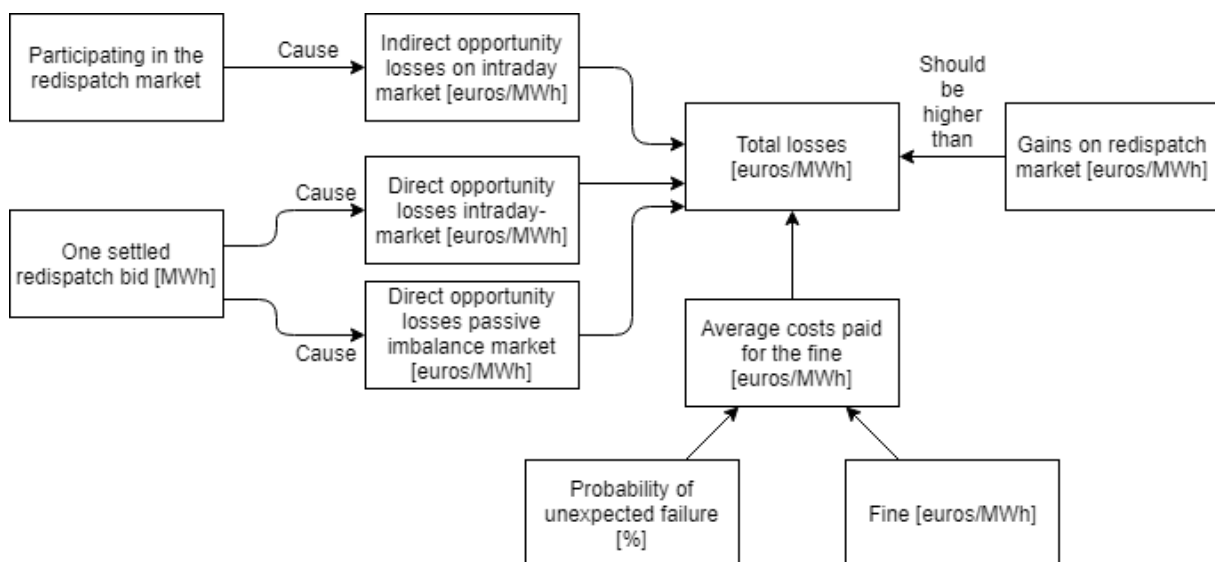 Participating in the
redispatch market
Cause
Indirect opportunity
losses on intraday
market [euros/MWh]
Should
be
higher
than
Total losses
[euros/MWh]
Gains on redispatch
market [euros/MWh]
One settled
redispatch bid [MWh]
Cause
Direct opportunity
losses intraday-
market [euros/MWh]
Cause
Direct opportunity
losses passive
imbalance market
[euros/MWh]
Average costs paid
for the fine
[euros/MWh]
Probability of
unexpected failure
[%]
Fine [euros/MWh]